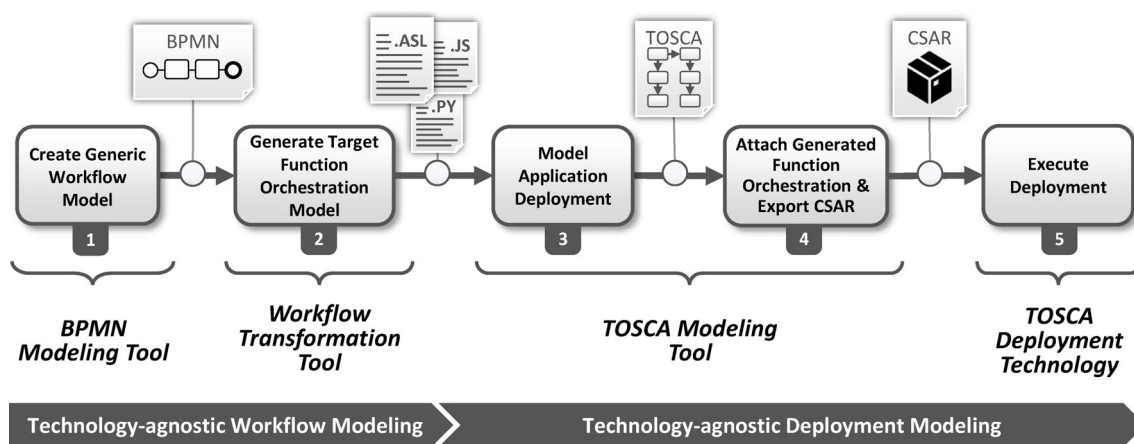 BPMN
.ASL
.JS
.PY
TOSCA
CSAR
Create Generic
Workflow
Model
1
Generate Target
Function
Orchestration
Model
2
Model
Application
Deployment
3
Attach Generated
Function
Orchestration &
Export CSAR
4
Execute
Deployment
5
BPMN
Modeling Tool
Workflow
Transformation
Tool
TOSCA Modeling
Tool
TOSCA
Deployment
Technology
Technology-agnostic Workflow Modeling
Technology-agnostic Deployment Modeling